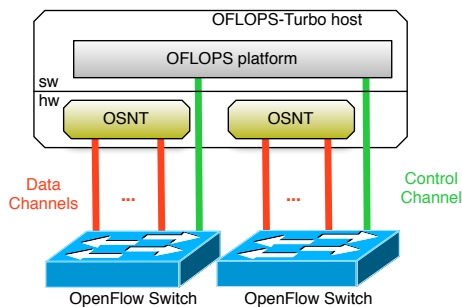 OFLOPS-Turbo host
OFLOPS platform
sw
hw
OSNT
OSNT
Data
Channels
...
...
Control
Channel
OpenFlow Switch
OpenFlow Switch